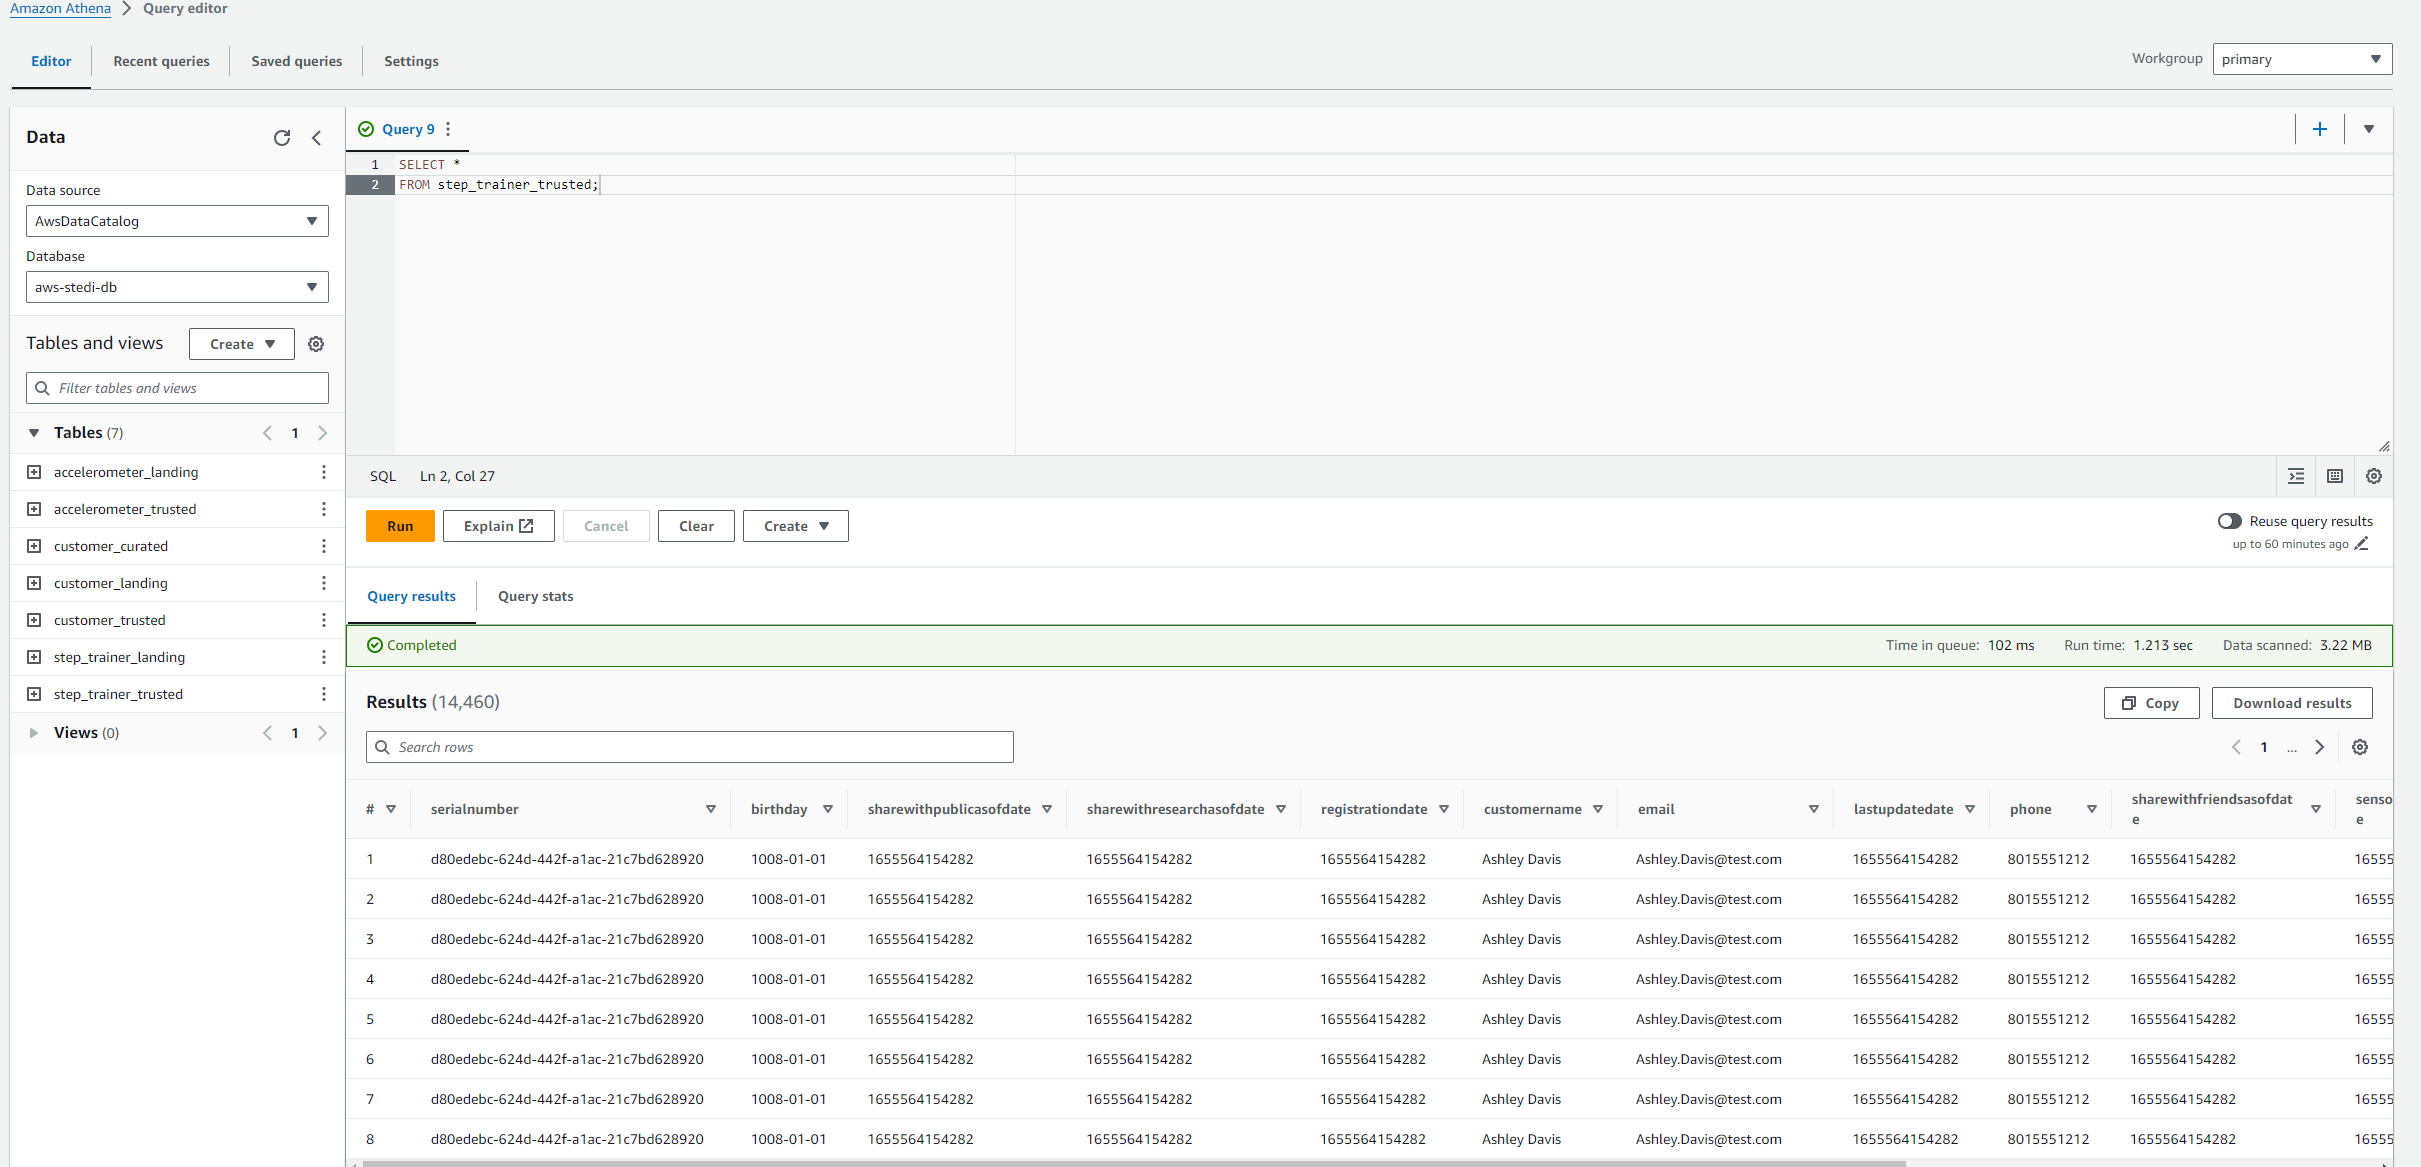 Amazon Athena > Query editor
Editor Recent queries Saved queries Settings
Workgroup primary
Data
Data source
AwsDataCatalog
Database
aws-stedi-db
Tables and views Create
Filter tables and views
Tables (7) < 1 >
accelerometer_landing
accelerometer_trusted
customer_curated
customer_landing
customer_trusted
step_trainer_landing
step_trainer_trusted
Views (0) < 1 >
Query 9
1 SELECT *
2 FROM step_trainer_trusted;
SQL Ln 2, Col 27
Run Explain Cancel Clear Create
Reuse query results
up to 60 minutes ago
Query results Query stats
Completed Time in queue: 102 ms Run time: 1.213 sec Data scanned: 3.22 MB
Results (14,460) Copy Download results
Search rows < 1 ... >
# serialnumber birthday sharewithpublicasofdate sharewithresearchasofdate registrationdate customername email lastupdatedate phone sharewithfriendsasofdat
e senso
e
1 d80edebc-624d-442f-a1ac-21c7bd628920 1008-01-01 1655564154282 1655564154282 1655564154282 Ashley Davis Ashley.Davis@test.com 1655564154282 8015551212 1655564154282 16555
2 d80edebc-624d-442f-a1ac-21c7bd628920 1008-01-01 1655564154282 1655564154282 1655564154282 Ashley Davis Ashley.Davis@test.com 1655564154282 8015551212 1655564154282 16555
3 d80edebc-624d-442f-a1ac-21c7bd628920 1008-01-01 1655564154282 1655564154282 1655564154282 Ashley Davis Ashley.Davis@test.com 1655564154282 8015551212 1655564154282 16555
4 d80edebc-624d-442f-a1ac-21c7bd628920 1008-01-01 1655564154282 1655564154282 1655564154282 Ashley Davis Ashley.Davis@test.com 1655564154282 8015551212 1655564154282 16555
5 d80edebc-624d-442f-a1ac-21c7bd628920 1008-01-01 1655564154282 1655564154282 1655564154282 Ashley Davis Ashley.Davis@test.com 1655564154282 8015551212 1655564154282 16555
6 d80edebc-624d-442f-a1ac-21c7bd628920 1008-01-01 1655564154282 1655564154282 1655564154282 Ashley Davis Ashley.Davis@test.com 1655564154282 8015551212 1655564154282 16555
7 d80edebc-624d-442f-a1ac-21c7bd628920 1008-01-01 1655564154282 1655564154282 1655564154282 Ashley Davis Ashley.Davis@test.com 1655564154282 8015551212 1655564154282 16555
8 d80edebc-624d-442f-a1ac-21c7bd628920 1008-01-01 1655564154282 1655564154282 1655564154282 Ashley Davis Ashley.Davis@test.com 1655564154282 8015551212 1655564154282 16555